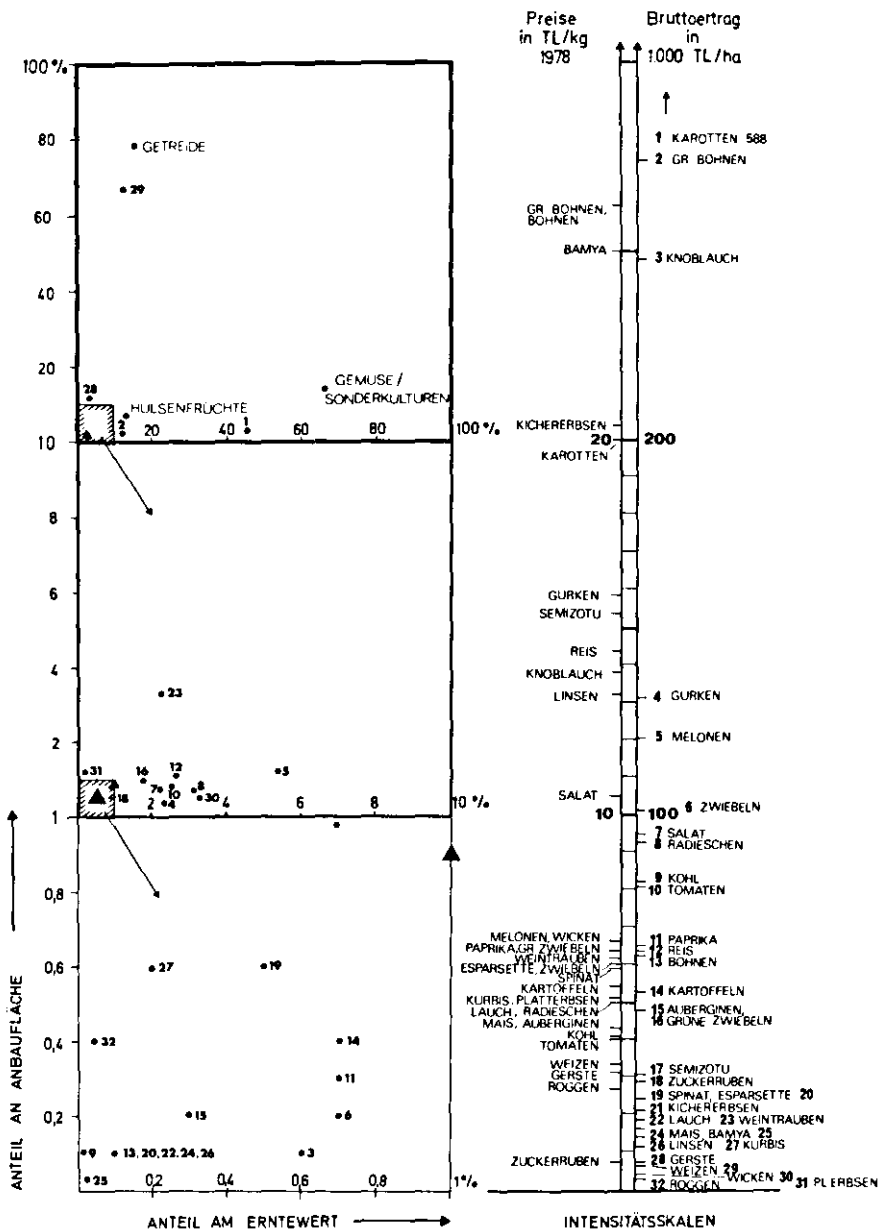 Preise
in TL/kg
1978
Bruttoertrag
in
1.000 TL/ha
100 %
80
60
40
20
10
GETREIDE
29
28
HÜLSENFRÜCHTE
2
1
GEMÜSE/
SONDERKULTUREN
20
40
60
80
100 %
8
6
4
2
1
23
31
16
12
5
18
7
8
2
10
4
30
2
4
6
8
10 %
0,8
0,6
0,4
0,2
27
19
32
14
11
15
6
9
13, 20, 22, 24, 26
3
25
0,2
0,4
0,6
0,8
1 %
ANTEIL AN ANBAUFLÄCHE
ANTEIL AM ERNTEWERT
GR BOHNEN,
BOHNEN
BAMYA
KICHERERBSEN
20
KAROTTEN
GURKEN
SEMIZOTU
REIS
KNOBLAUCH
LINSEN
SALAT
10
MELONEN, WICKEN
PAPRIKA, GR ZWIEBELN
WEINTRAUBEN
ESPARSETTE, ZWIEBELN
SPINAT
KARTOFFELN
KÜRBIS, PLATTERBSEN
LAUCH, RADIESCHEN
MAIS, AUBERGINEN
KOHL
TOMATEN
WEIZEN
GERSTE
ROGGEN
ZUCKERRÜBEN
1 KAROTTEN 588
2 GR BOHNEN
3 KNOBLAUCH
200
4 GURKEN
5 MELONEN
6 ZWIEBELN
100
7 SALAT
8 RADIESCHEN
9 KOHL
10 TOMATEN
11 PAPRIKA
12 REIS
13 BOHNEN
14 KARTOFFELN
15 AUBERGINEN,
16 GRÜNE ZWIEBELN
17 SEMIZOTU
18 ZUCKERRÜBEN
19 SPINAT, ESPARSETTE 20
21 KICHERERBSEN
22 LAUCH 23 WEINTRAUBEN
24 MAIS, BAMYA 25
26 LINSEN 27 KÜRBIS
28 GERSTE
WEIZEN 29
WICKEN 30
32 ROGGEN
31 PL.ERBSEN
INTENSITÄTSSKALEN